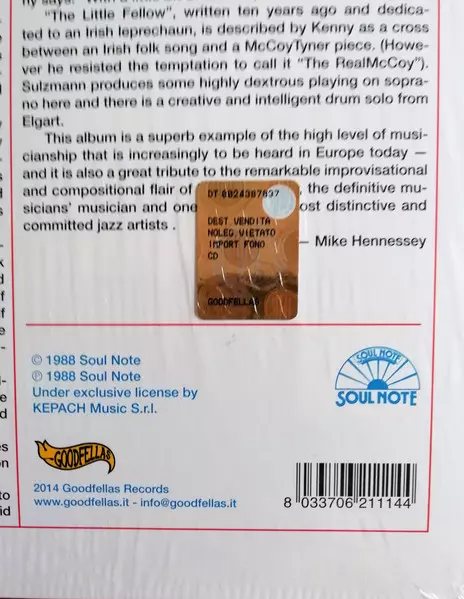 ny says: "With a
"The Little Fellow", written ten years ago and dedica-
ted to an Irish leprechaun, is described by Kenny as a cross
between an Irish folk song and a McCoyTyner piece. (Howe-
ver he resisted the temptation to call it "The RealMcCoy").
Sulzmann produces some highly dextrous playing on sopra-
no here and there is a creative and intelligent drum solo from
Elgart.
This album is a superb example of the high level of musi-
cianship that is increasingly to be heard in Europe today —
and it is also a great tribute to the remarkable improvisational
and compositional flair of the definitive mu-
sicians' musician and one ost distinctive and
committed jazz artists .
— Mike Hennessey
DT 0024387837
DEST VENDITA
NOLEG VIETATO
IMPORT FONO
CD
GOODFELLAS
© 1988 Soul Note
℗ 1988 Soul Note
Under exclusive license by
KEPACH Music S.r.l.
SOUL NOTE
SOUL NOTE
GOODFELLAS
2014 Goodfellas Records
www.goodfellas.it - info@goodfellas.it
8 033706 211144